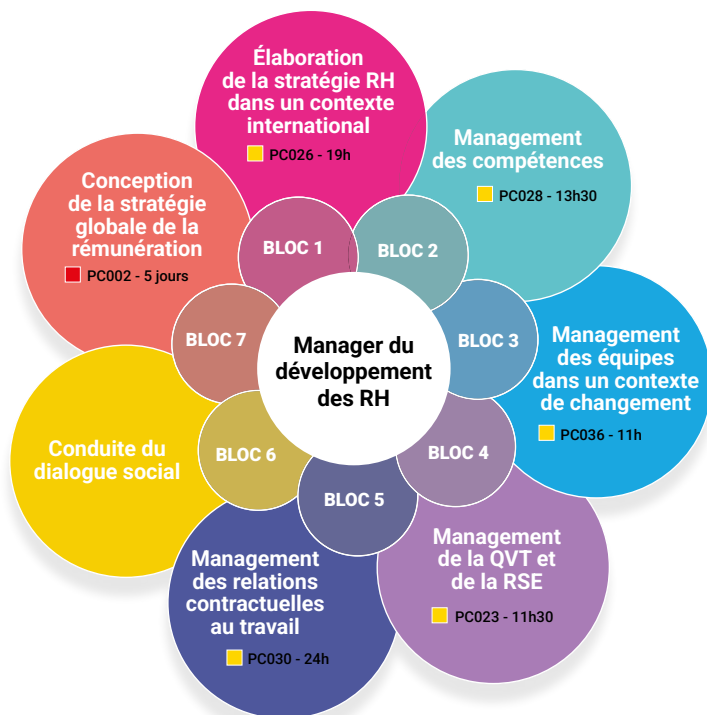 Manager du
développement
des RH
BLOC 1
Élaboration
de la stratégie RH
dans un contexte
international
PC026 - 19h
BLOC 2
Management
des compétences
PC028 - 13h30
BLOC 3
Management
des équipes
dans un contexte
de changement
PC036 - 11h
BLOC 4
Management
de la QVT et
de la RSE
PC023 - 11h30
BLOC 5
Management
des relations
contractuelles
au travail
PC030 - 24h
BLOC 6
Conduite du
dialogue social
BLOC 7
Conception
de la stratégie
globale de la
rémunération
PC002 - 5 jours